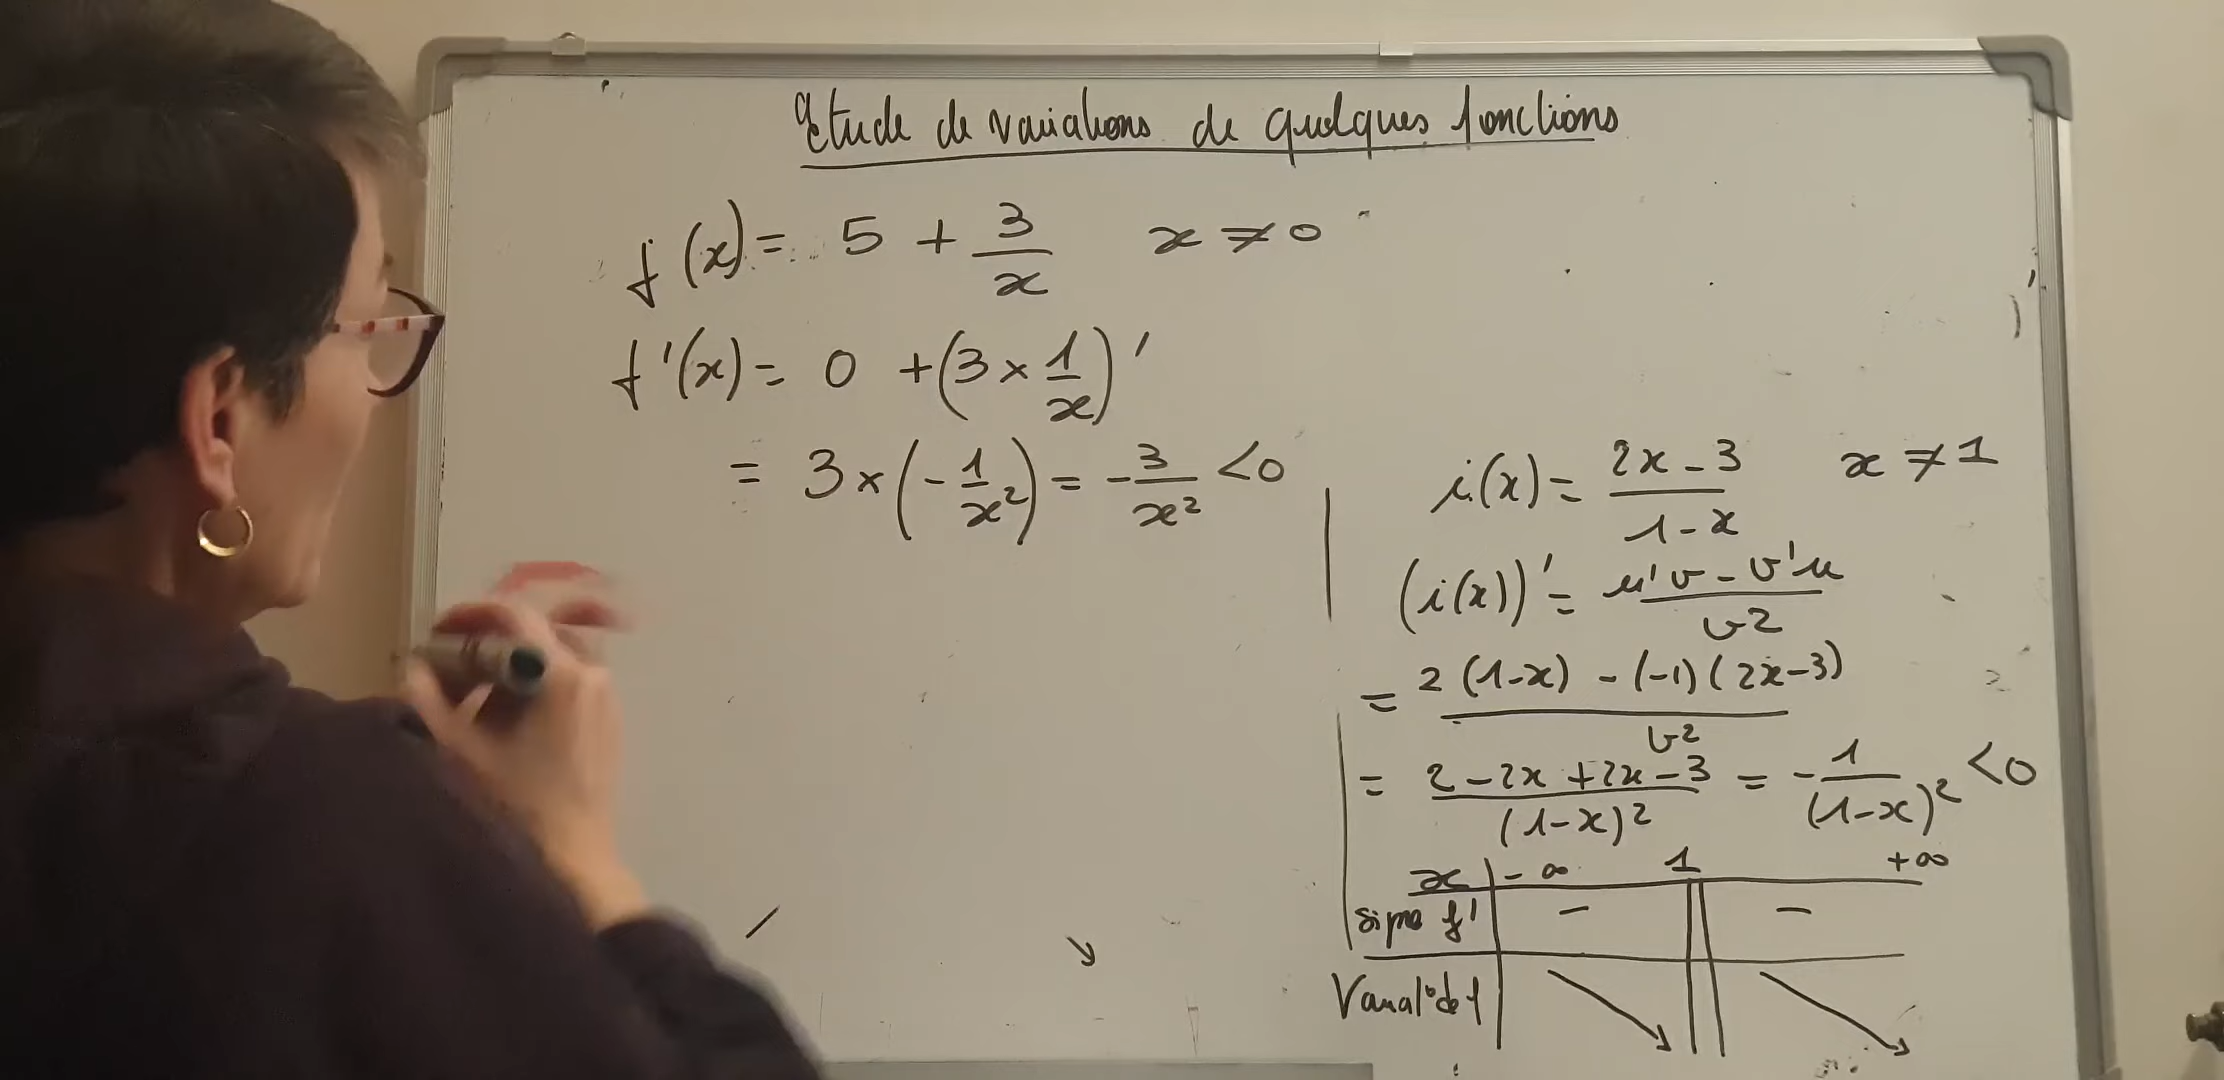 Etude de variations de quelques fonctions
f(x) = 5 + 3/x x ≠ 0
f'(x) = 0 + (3 × 1/x)'
= 3 × (-1/x²) = -3/x² <0
i(x) = (2x - 3)/(1 - x) x ≠ 1
(i(x))' = (u'v - v'u)/v²
= (2(1-x) - (-1)(2x-3))/v²
= (2 - 2x + 2x - 3)/(1-x)² = -1/(1-x)² <0
x -∞ 1 +∞
signe f' - || -
Variat° de f ↘ || ↘